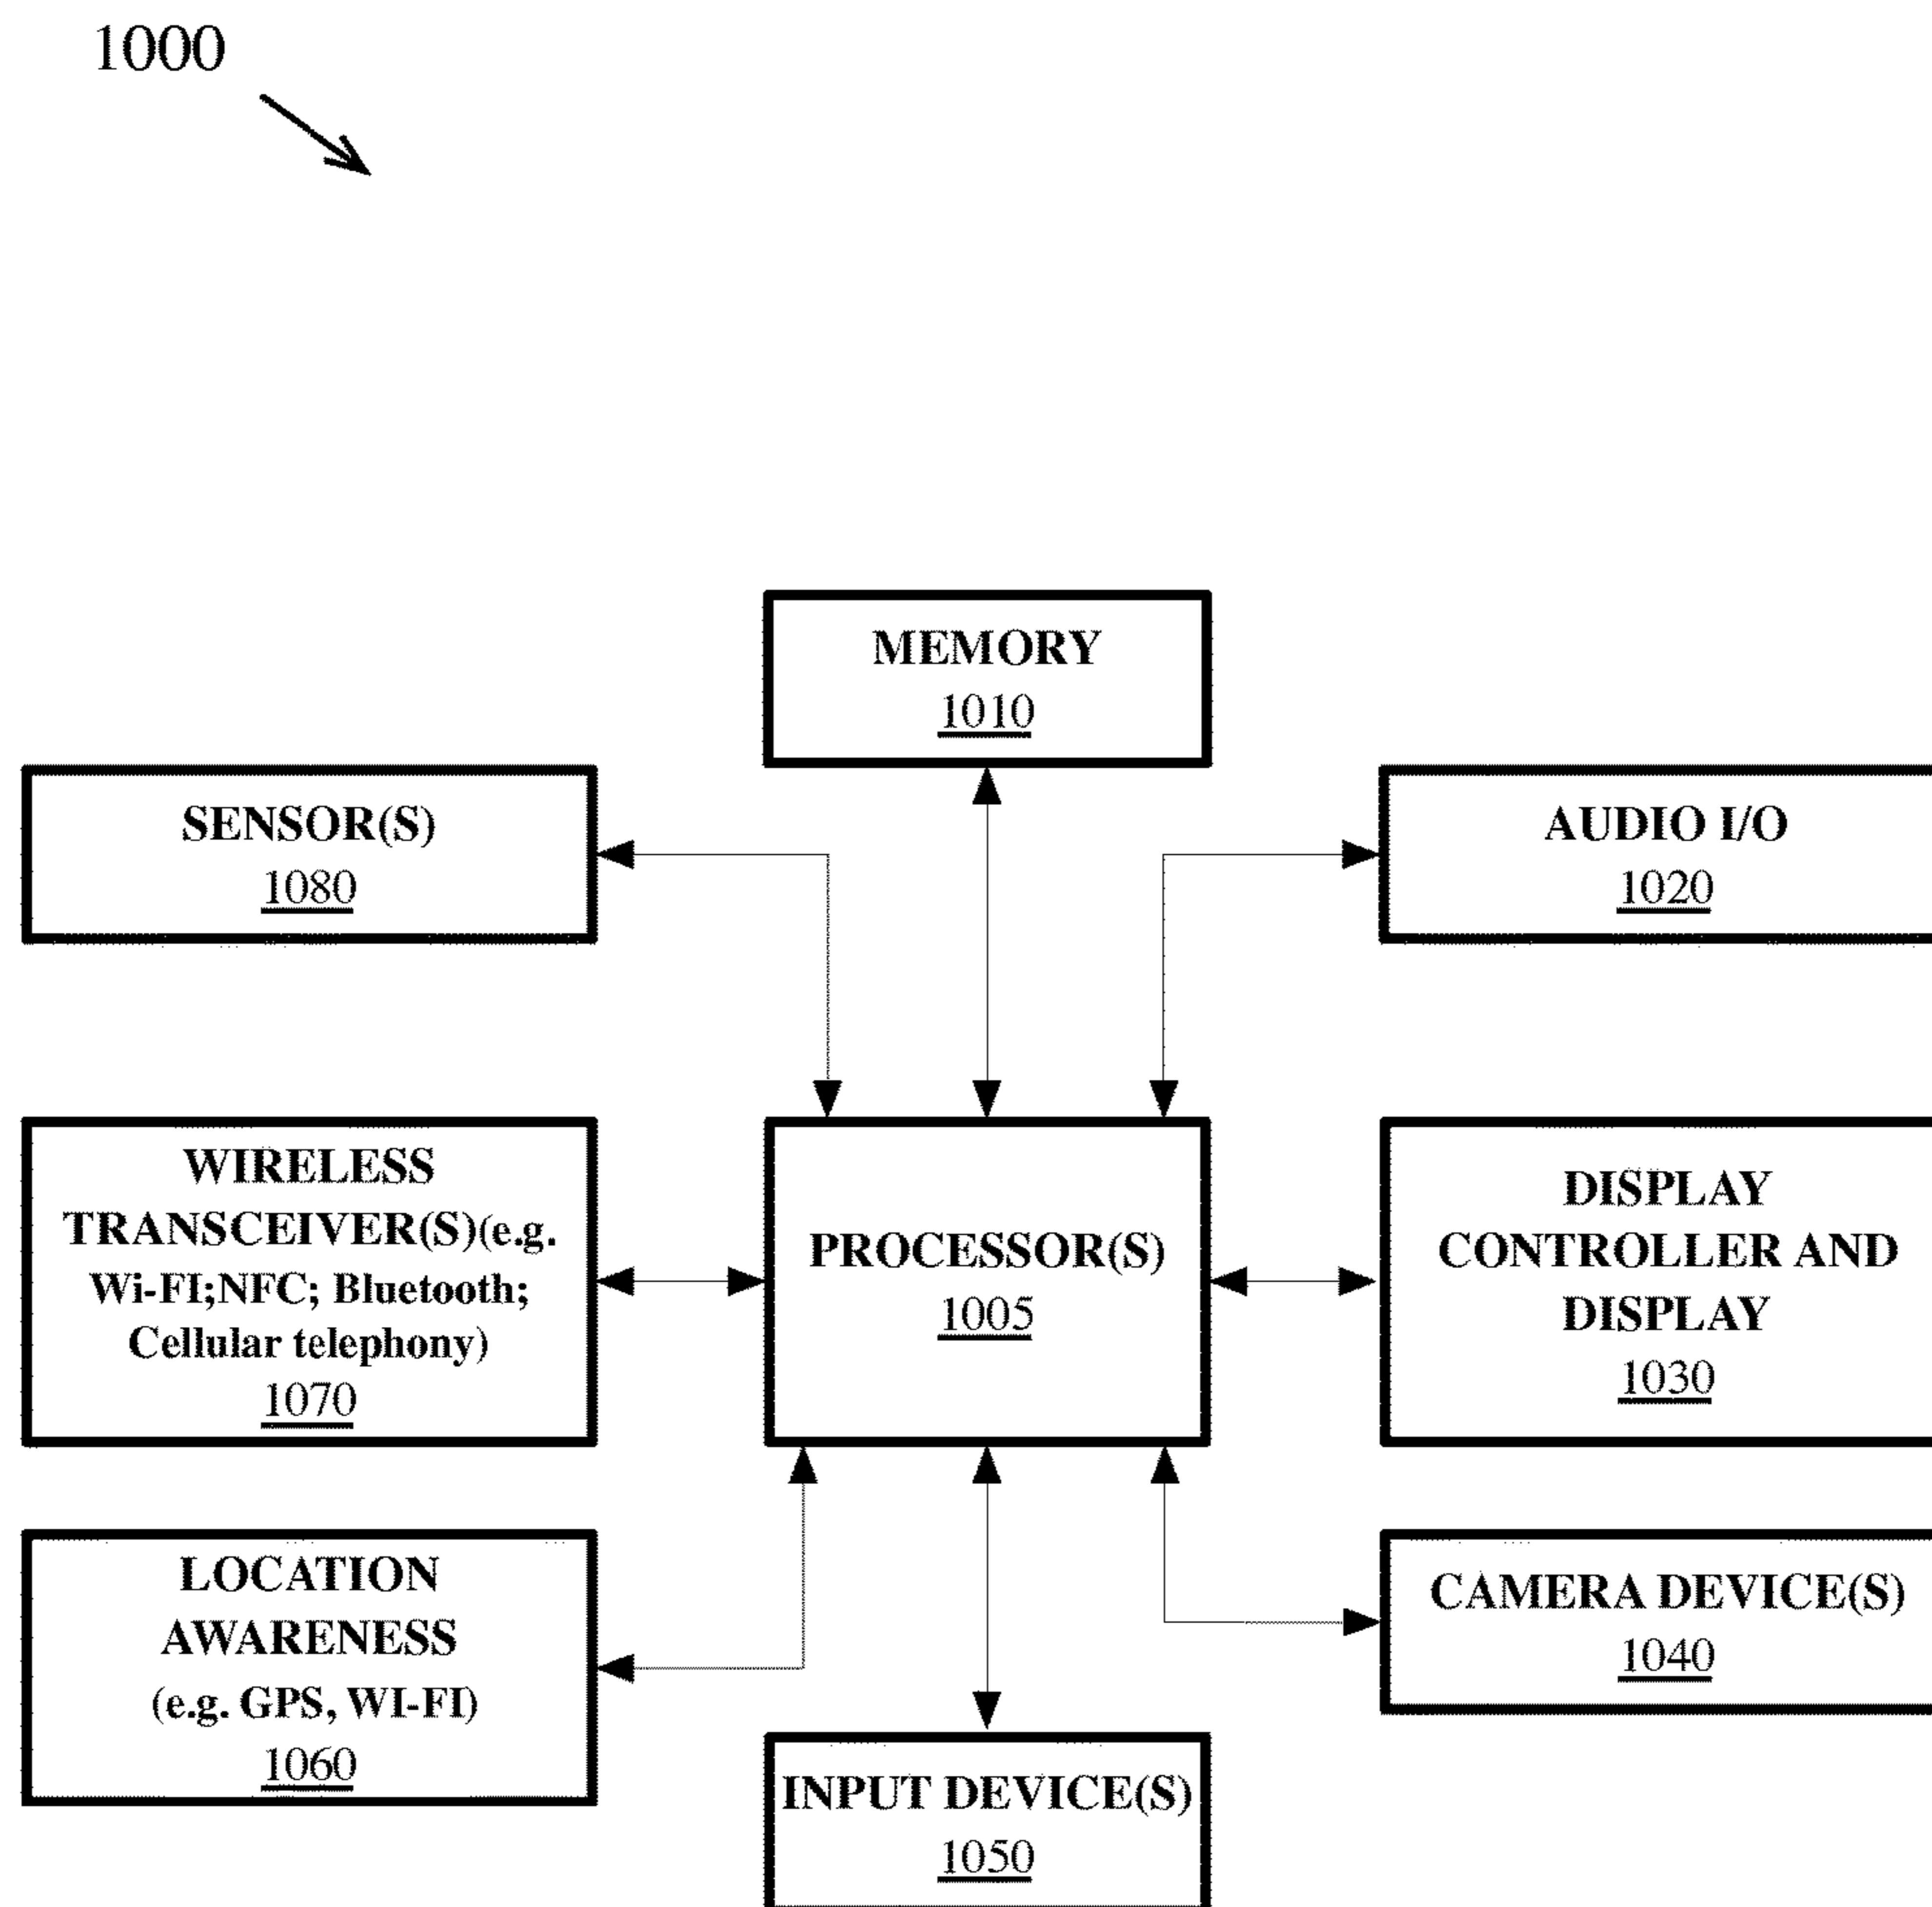 1000
MEMORY
1010
SENSOR(S)
1080
AUDIO I/O
1020
WIRELESS
TRANSCEIVER(S)(e.g.
Wi-FI;NFC; Bluetooth;
Cellular telephony)
1070
PROCESSOR(S)
1005
DISPLAY
CONTROLLER AND
DISPLAY
1030
LOCATION
AWARENESS
(e.g. GPS, WI-FI)
1060
CAMERA DEVICE(S)
1040
INPUT DEVICE(S)
1050